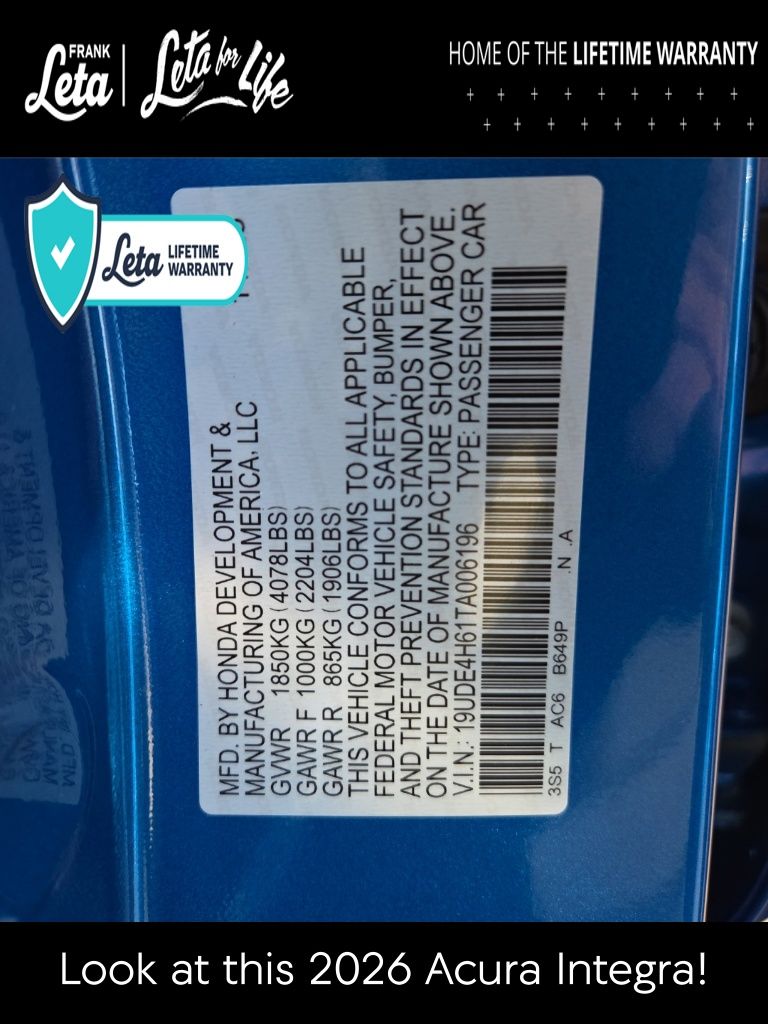 FRANK
Leta
Leta for Life
HOME OF THE LIFETIME WARRANTY
Leta LIFETIME WARRANTY
MFD. BY HONDA DEVELOPMENT &
MANUFACTURING OF AMERICA, LLC
GVWR 1850KG (4078LBS)
GAWR F 1000KG (2204LBS)
GAWR R 865KG (1906LBS)
THIS VEHICLE CONFORMS TO ALL APPLICABLE
FEDERAL MOTOR VEHICLE SAFETY, BUMPER,
AND THEFT PREVENTION STANDARDS IN EFFECT
ON THE DATE OF MANUFACTURE SHOWN ABOVE.
V.I.N.: 19UDE4H61TA006196 TYPE: PASSENGER CAR
3S5 T AC6 B649P .N .A
Look at this 2026 Acura Integra!